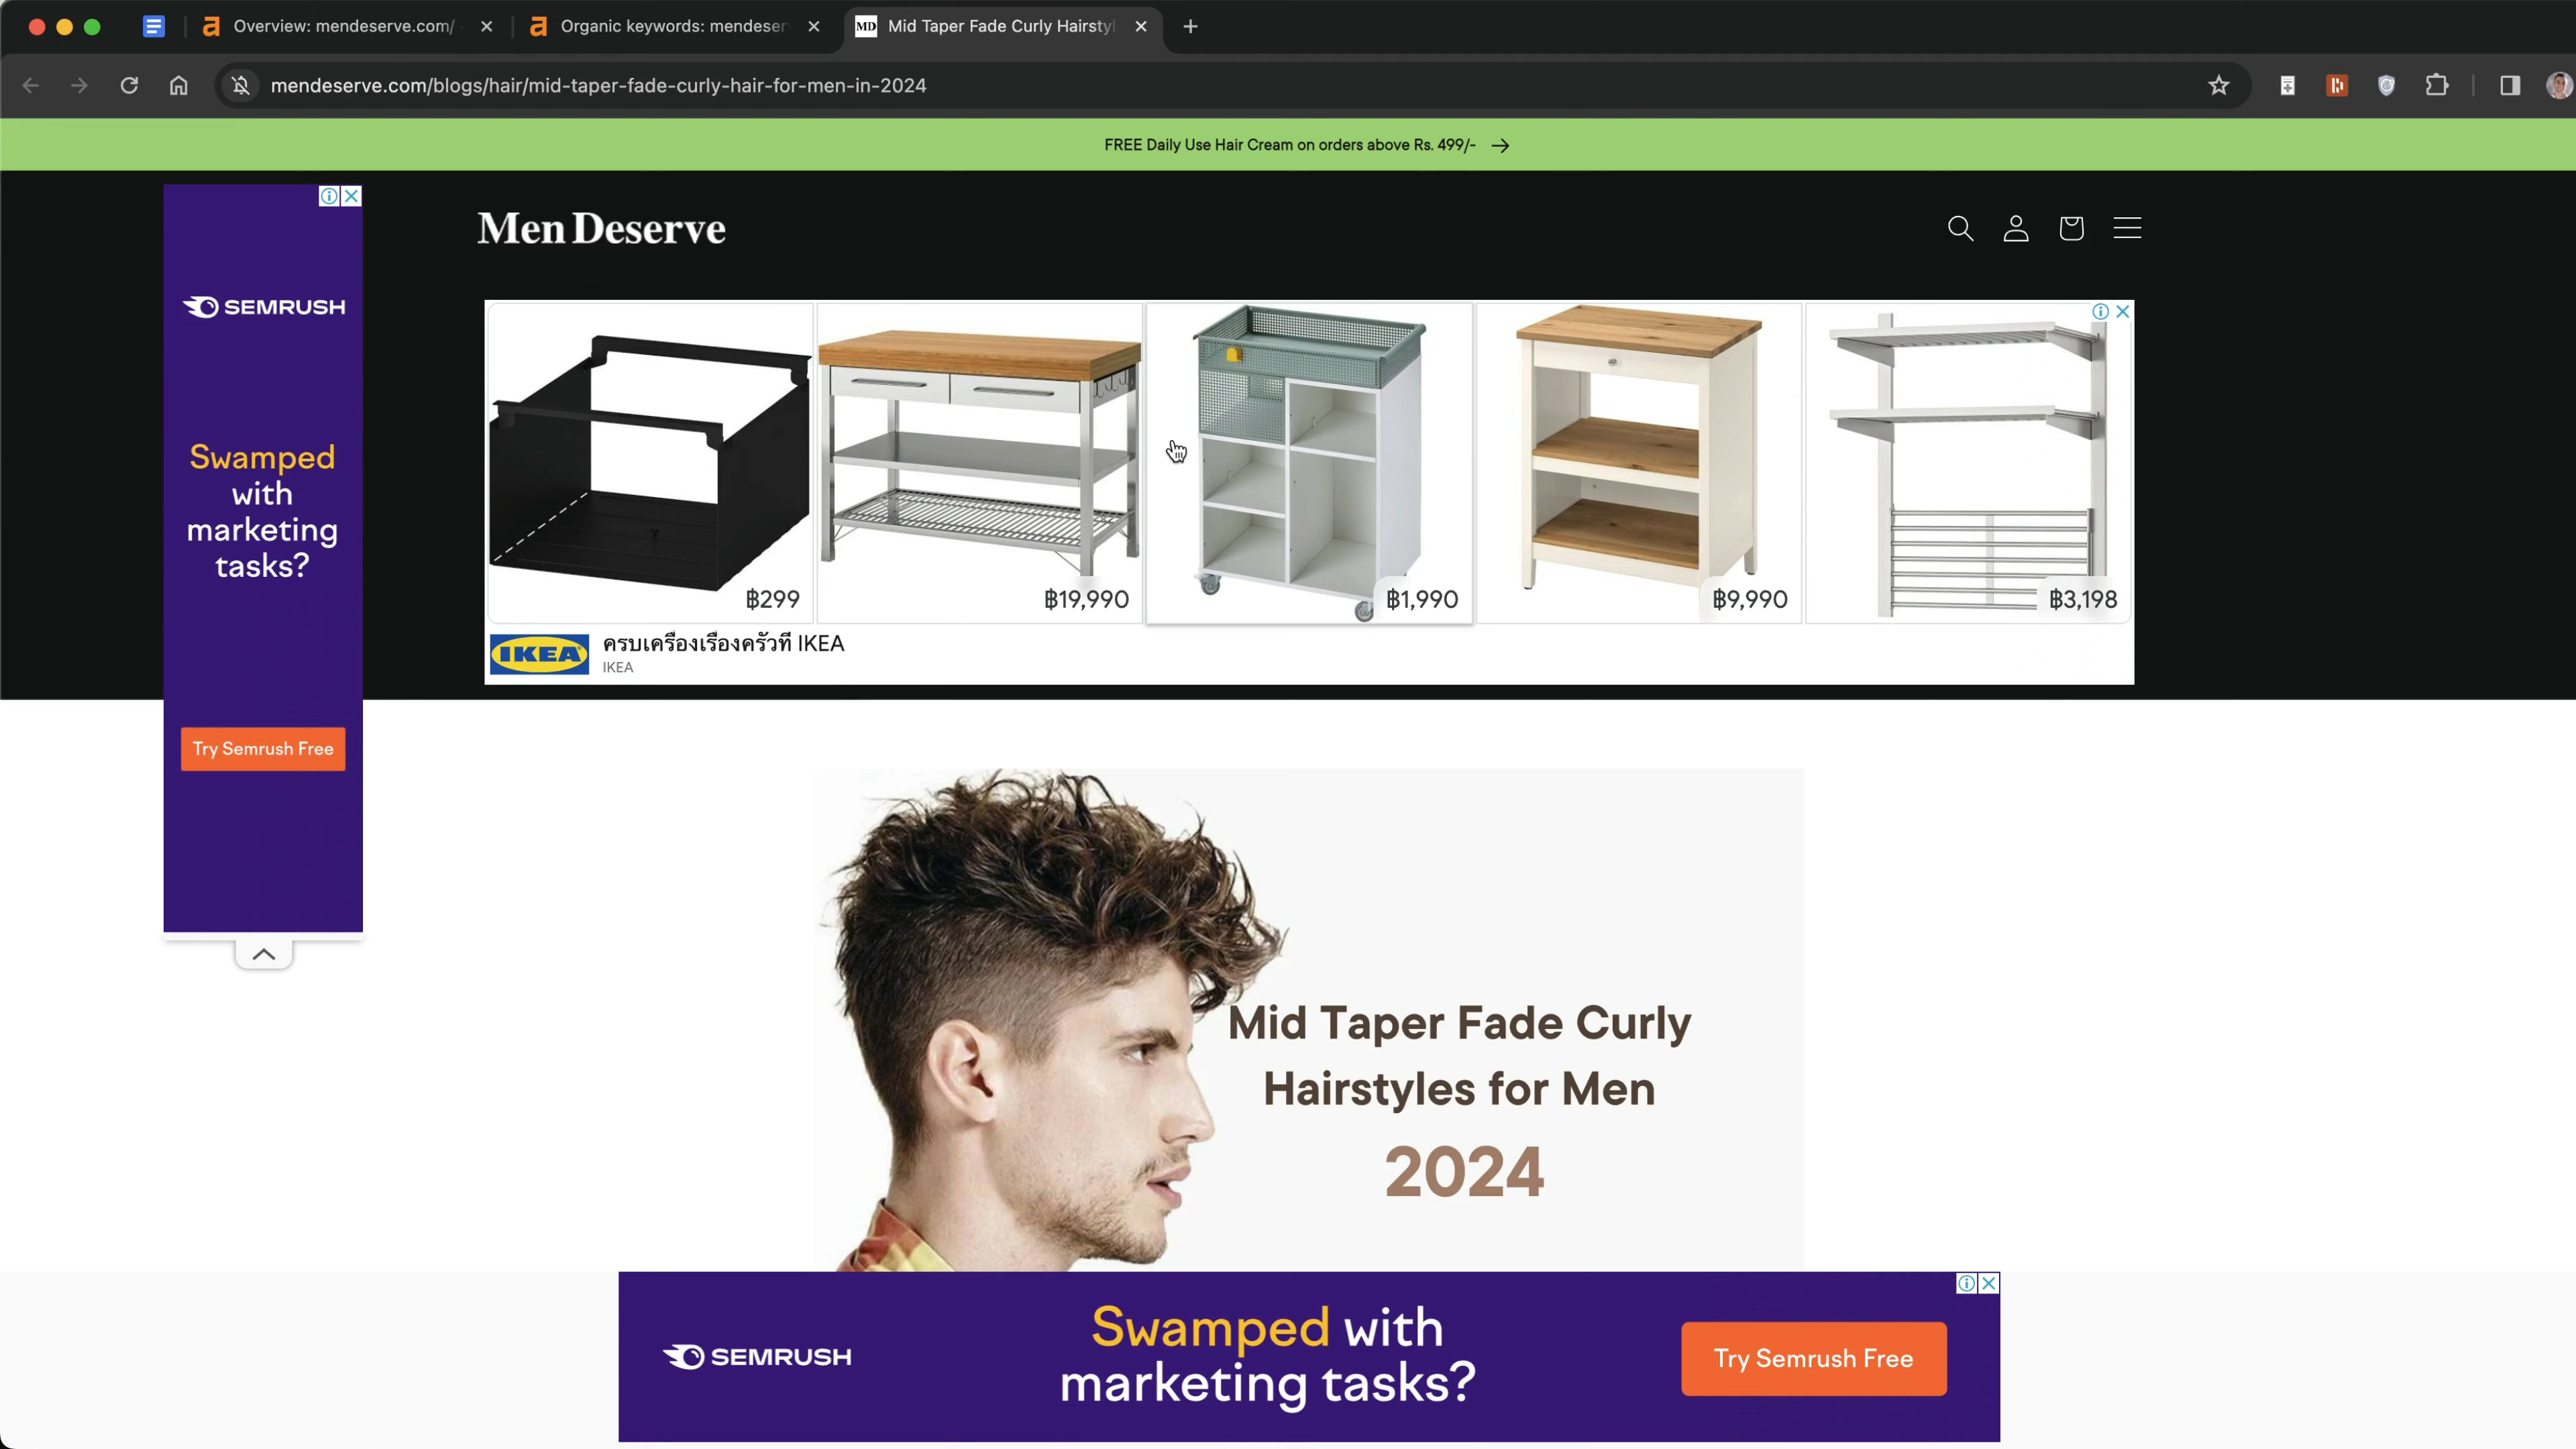 Overview: mendeserve.com/
Organic keywords: mendeser
MD
Mid Taper Fade Curly Hairstyl
mendeserve.com/blogs/hair/mid-taper-fade-curly-hair-for-men-in-2024
FREE Daily Use Hair Cream on orders above Rs. 499/-
Men Deserve
SEMRUSH
Swamped
with
marketing
tasks?
Try Semrush Free
฿299
฿19,990
฿1,990
฿9,990
฿3,198
IKEA
ครบเครื่องเรื่องครัวที่ IKEA
IKEA
Mid Taper Fade Curly
Hairstyles for Men
2024
SEMRUSH
Swamped with
marketing tasks?
Try Semrush Free